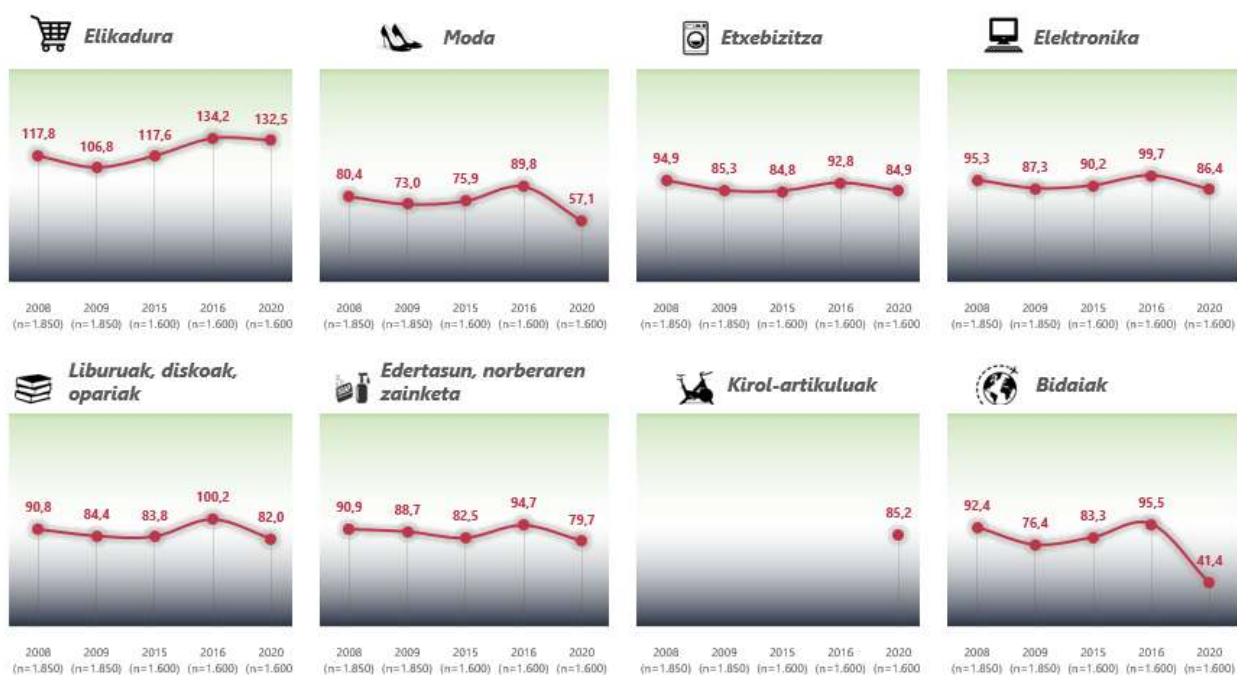 Elikadura
Moda
Etxebizitza
Elektronika
117,8
106,8
117,6
134,2
132,5
80,4
73,0
75,9
89,8
57,1
94,9
85,3
84,8
92,8
84,9
95,3
87,3
90,2
99,7
86,4
2008 2009 2015 2016 2020
(n=1.850) (n=1.850) (n=1.600) (n=1.600) (n=1.600
2008 2009 2015 2016 2020
(n=1.850) (n=1.850) (n=1.600) (n=1.600) (n=1.600)
2008 2009 2015 2016 2020
(n=1.850) (n=1.850) (n=1.600) (n=1.600) (n=1.600)
2008 2009 2015 2016 2020
(n=1.850) (n=1.850) (n=1.600) (n=1.600) (n=1.600
Liburuak, diskoak,
opariak
Edertasun, norberaren
zainketa
Kirol-artikuluak
Bidaiak
90,8
84,4
83,8
100,2
82,0
90,9
88,7
82,5
94,7
79,7
85,2
92,4
76,4
83,3
95,5
41,4
2008 2009 2015 2016 2020
(n=1.850) (n=1.850) (n=1.600) (n=1.600) (n=1.600
2008 2009 2015 2016 2020
(n=1.850) (n=1.850) (n=1.600) (n=1.600) (n=1.600
2008 2009 2015 2016 2020
(n=1.850) (n=1.850) (n=1.600) (n=1.600) (n=1.600
2008 2009 2015 2016 2020
(n=1.850) (n=1.850) (n=1.600) (n=1.600) (n=1.600